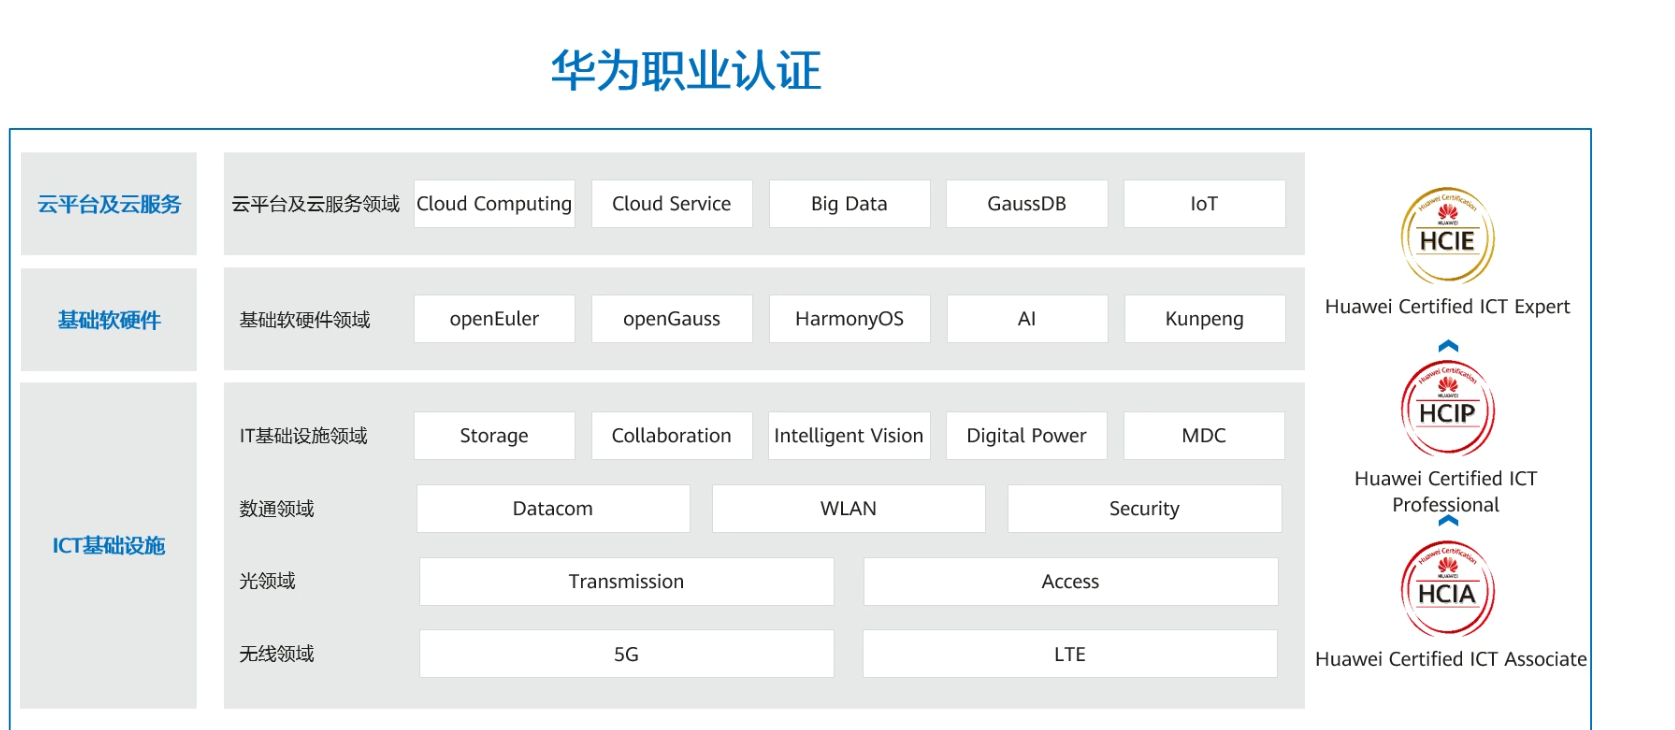 华为职业认证
云平台及云服务
云平台及云服务领域
Cloud Computing
Cloud Service
Big Data
GaussDB
IoT
基础软硬件
基础软硬件领域
openEuler
openGauss
HarmonyOS
AI
Kunpeng
ICT基础设施
IT基础设施领域
Storage
Collaboration
Intelligent Vision
Digital Power
MDC
数通领域
Datacom
WLAN
Security
光领域
Transmission
Access
无线领域
5G
LTE
Huawei Certification
HUAWEI
HCIE
Huawei Certified ICT Expert
Huawei Certification
HUAWEI
HCIP
Huawei Certified ICT
Professional
Huawei Certification
HUAWEI
HCIA
Huawei Certified ICT Associate